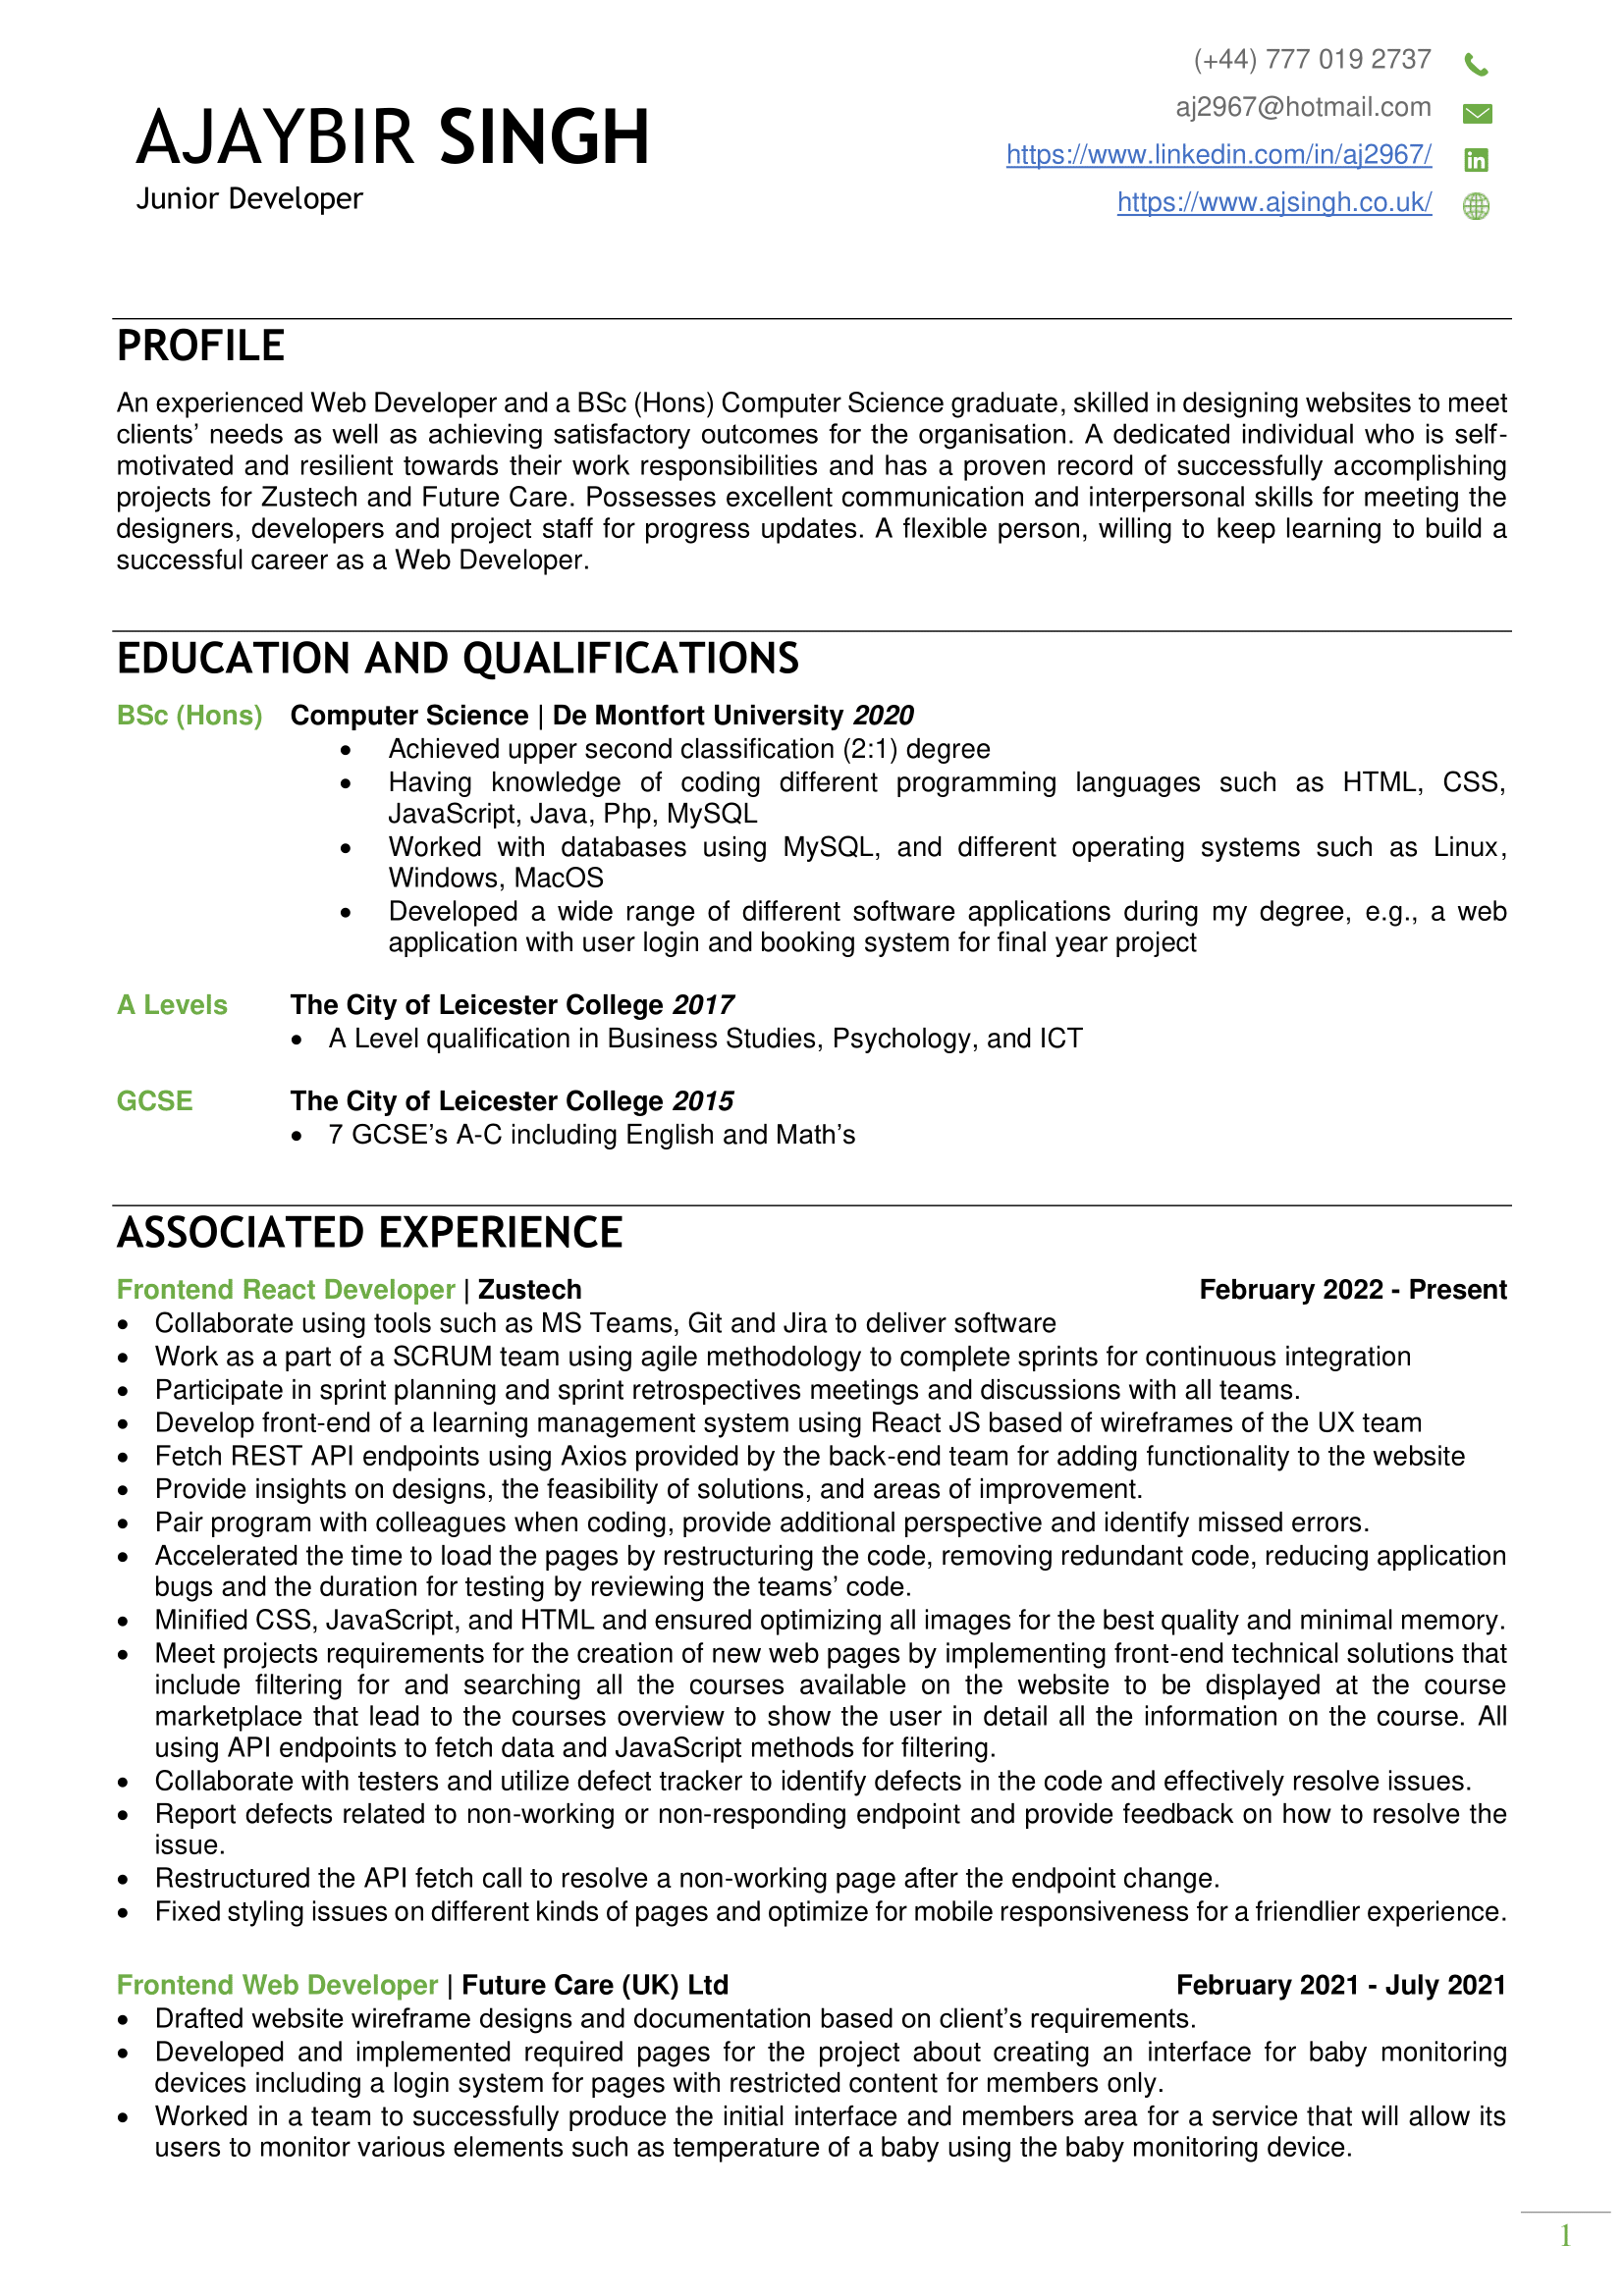 (+44) 777 019 2737
aj2967@hotmail.com
https://www.linkedin.com/in/aj2967/
https://www.ajsingh.co.uk/
AJAYBIR SINGH
Junior Developer
PROFILE
An experienced Web Developer and a BSc (Hons) Computer Science graduate, skilled in designing websites to meet
clients’ needs as well as achieving satisfactory outcomes for the organisation. A dedicated individual who is self-
motivated and resilient towards their work responsibilities and has a proven record of successfully accomplishing
projects for Zustech and Future Care. Possesses excellent communication and interpersonal skills for meeting the
designers, developers and project staff for progress updates. A flexible person, willing to keep learning to build a
successful career as a Web Developer.
EDUCATION AND QUALIFICATIONS
BSc (Hons) Computer Science | De Montfort University 2020
• Achieved upper second classification (2:1) degree
• Having knowledge of coding different programming languages such as HTML, CSS,
JavaScript, Java, Php, MySQL
• Worked with databases using MySQL, and different operating systems such as Linux,
Windows, MacOS
• Developed a wide range of different software applications during my degree, e.g., a web
application with user login and booking system for final year project
A Levels The City of Leicester College 2017
• A Level qualification in Business Studies, Psychology, and ICT
GCSE The City of Leicester College 2015
• 7 GCSE’s A-C including English and Math’s
ASSOCIATED EXPERIENCE
Frontend React Developer | Zustech February 2022 - Present
• Collaborate using tools such as MS Teams, Git and Jira to deliver software
• Work as a part of a SCRUM team using agile methodology to complete sprints for continuous integration
• Participate in sprint planning and sprint retrospectives meetings and discussions with all teams.
• Develop front-end of a learning management system using React JS based of wireframes of the UX team
• Fetch REST API endpoints using Axios provided by the back-end team for adding functionality to the website
• Provide insights on designs, the feasibility of solutions, and areas of improvement.
• Pair program with colleagues when coding, provide additional perspective and identify missed errors.
• Accelerated the time to load the pages by restructuring the code, removing redundant code, reducing application
bugs and the duration for testing by reviewing the teams’ code.
• Minified CSS, JavaScript, and HTML and ensured optimizing all images for the best quality and minimal memory.
• Meet projects requirements for the creation of new web pages by implementing front-end technical solutions that
include filtering for and searching all the courses available on the website to be displayed at the course
marketplace that lead to the courses overview to show the user in detail all the information on the course. All
using API endpoints to fetch data and JavaScript methods for filtering.
• Collaborate with testers and utilize defect tracker to identify defects in the code and effectively resolve issues.
• Report defects related to non-working or non-responding endpoint and provide feedback on how to resolve the
issue.
• Restructured the API fetch call to resolve a non-working page after the endpoint change.
• Fixed styling issues on different kinds of pages and optimize for mobile responsiveness for a friendlier experience.
Frontend Web Developer | Future Care (UK) Ltd February 2021 - July 2021
• Drafted website wireframe designs and documentation based on client’s requirements.
• Developed and implemented required pages for the project about creating an interface for baby monitoring
devices including a login system for pages with restricted content for members only.
• Worked in a team to successfully produce the initial interface and members area for a service that will allow its
users to monitor various elements such as temperature of a baby using the baby monitoring device.
1